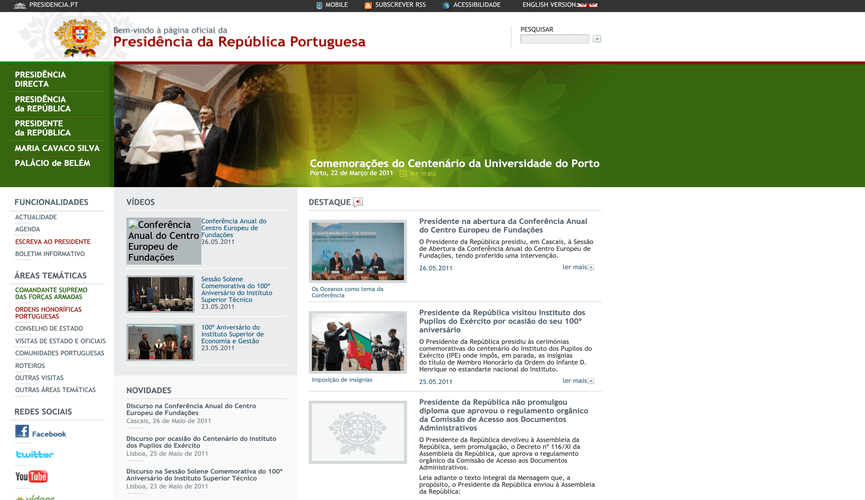 PRESIDENCIA.PT
MOBILE
SUBSCREVER RSS
ACESSIBILIDADE
ENGLISH VERSION
Bem-vindo à página oficial da
Presidência da República Portuguesa
PESQUISAR
PRESIDÊNCIA
DIRECTA
PRESIDÊNCIA
da REPÚBLICA
PRESIDENTE
da REPÚBLICA
MARIA CAVACO SILVA
PALÁCIO de BELÉM
Comemorações do Centenário da Universidade do Porto
Porto, 22 de Março de 2011
ler mais
FUNCIONALIDADES
ACTUALIDADE
AGENDA
ESCREVA AO PRESIDENTE
BOLETIM INFORMATIVO
ÁREAS TEMÁTICAS
COMANDANTE SUPREMO
DAS FORÇAS ARMADAS
ORDENS HONORÍFICAS
PORTUGUESAS
CONSELHO DE ESTADO
VISITAS DE ESTADO E OFICIAIS
COMUNIDADES PORTUGUESAS
ROTEIROS
OUTRAS VISITAS
OUTRAS ÁREAS TEMÁTICAS
REDES SOCIAIS
Facebook
twitter
YouTube
VÍDEOS
Conferência
Anual do Centro
Europeu de
Fundações
Conferência Anual do
Centro Europeu de
Fundações
26.05.2011
Sessão Solene
Comemorativa do 100º
Aniversário do Instituto
Superior Técnico
23.05.2011
100º Aniversário do
Instituto Superior de
Economia e Gestão
23.05.2011
NOVIDADES
Discurso na Conferência Anual do Centro
Europeu de Fundações
Cascais, 26 de Maio de 2011
Discurso por ocasião do Centenário do Instituto
dos Pupilos do Exército
Lisboa, 25 de Maio de 2011
Discurso na Sessão Solene Comemorativa do 100º
Aniversário do Instituto
Lisboa, 23 de Maio de 2011
DESTAQUE
Os Oceanos como tema da
Conferência
Presidente na abertura da Conferência Anual
do Centro Europeu de Fundações
O Presidente da República presidiu, em Cascais, à Sessão
de Abertura da Conferência Anual do Centro Europeu de
Fundações, tendo proferido uma intervenção.
26.05.2011
ler mais
Imposição de Insígnias
Presidente da República visitou Instituto dos
Pupilos do Exército por ocasião do seu 100º
aniversário
O Presidente da República presidiu às cerimónias
comemorativas do centenário do Instituto dos Pupilos do
Exército (IPE) onde impôs, em parada, as insígnias
do título de Membro Honorário da Ordem do Infante D.
Henrique no estandarte do Instituto.
25.05.2011
ler mais
Presidente da República não promulgou
diploma que aprovou o regulamento orgânico
da Comissão de Acesso aos Documentos
Administrativos
O Presidente da República devolveu à Assembleia da
República, sem promulgação, o Decreto nº 116/XI da
Assembleia da República, que aprova o regulamento
orgânico da Comissão de Acesso aos Documentos
Administrativos.
Leia adiante o texto integral da Mensagem que, a
propósito, o Presidente da República enviou à Assembleia
da República: